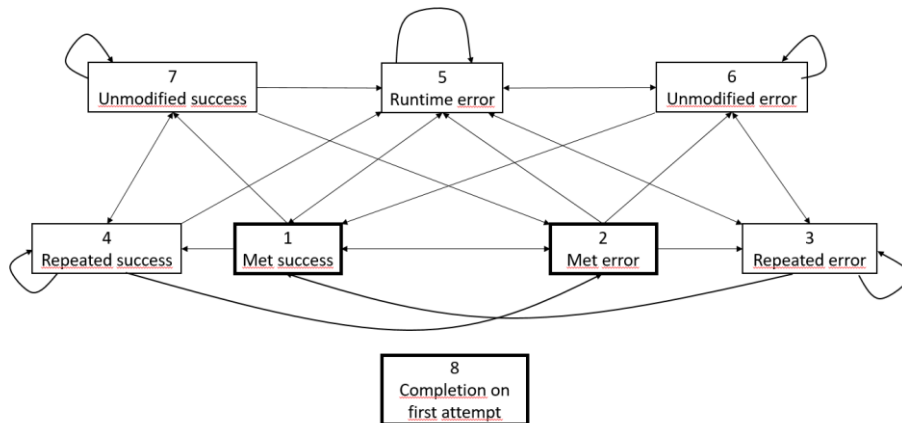 7
Unmodified success
5
Runtime error
6
Unmodified error
4
Repeated success
1
Met success
2
Met error
3
Repeated error
8
Completion on
first attempt